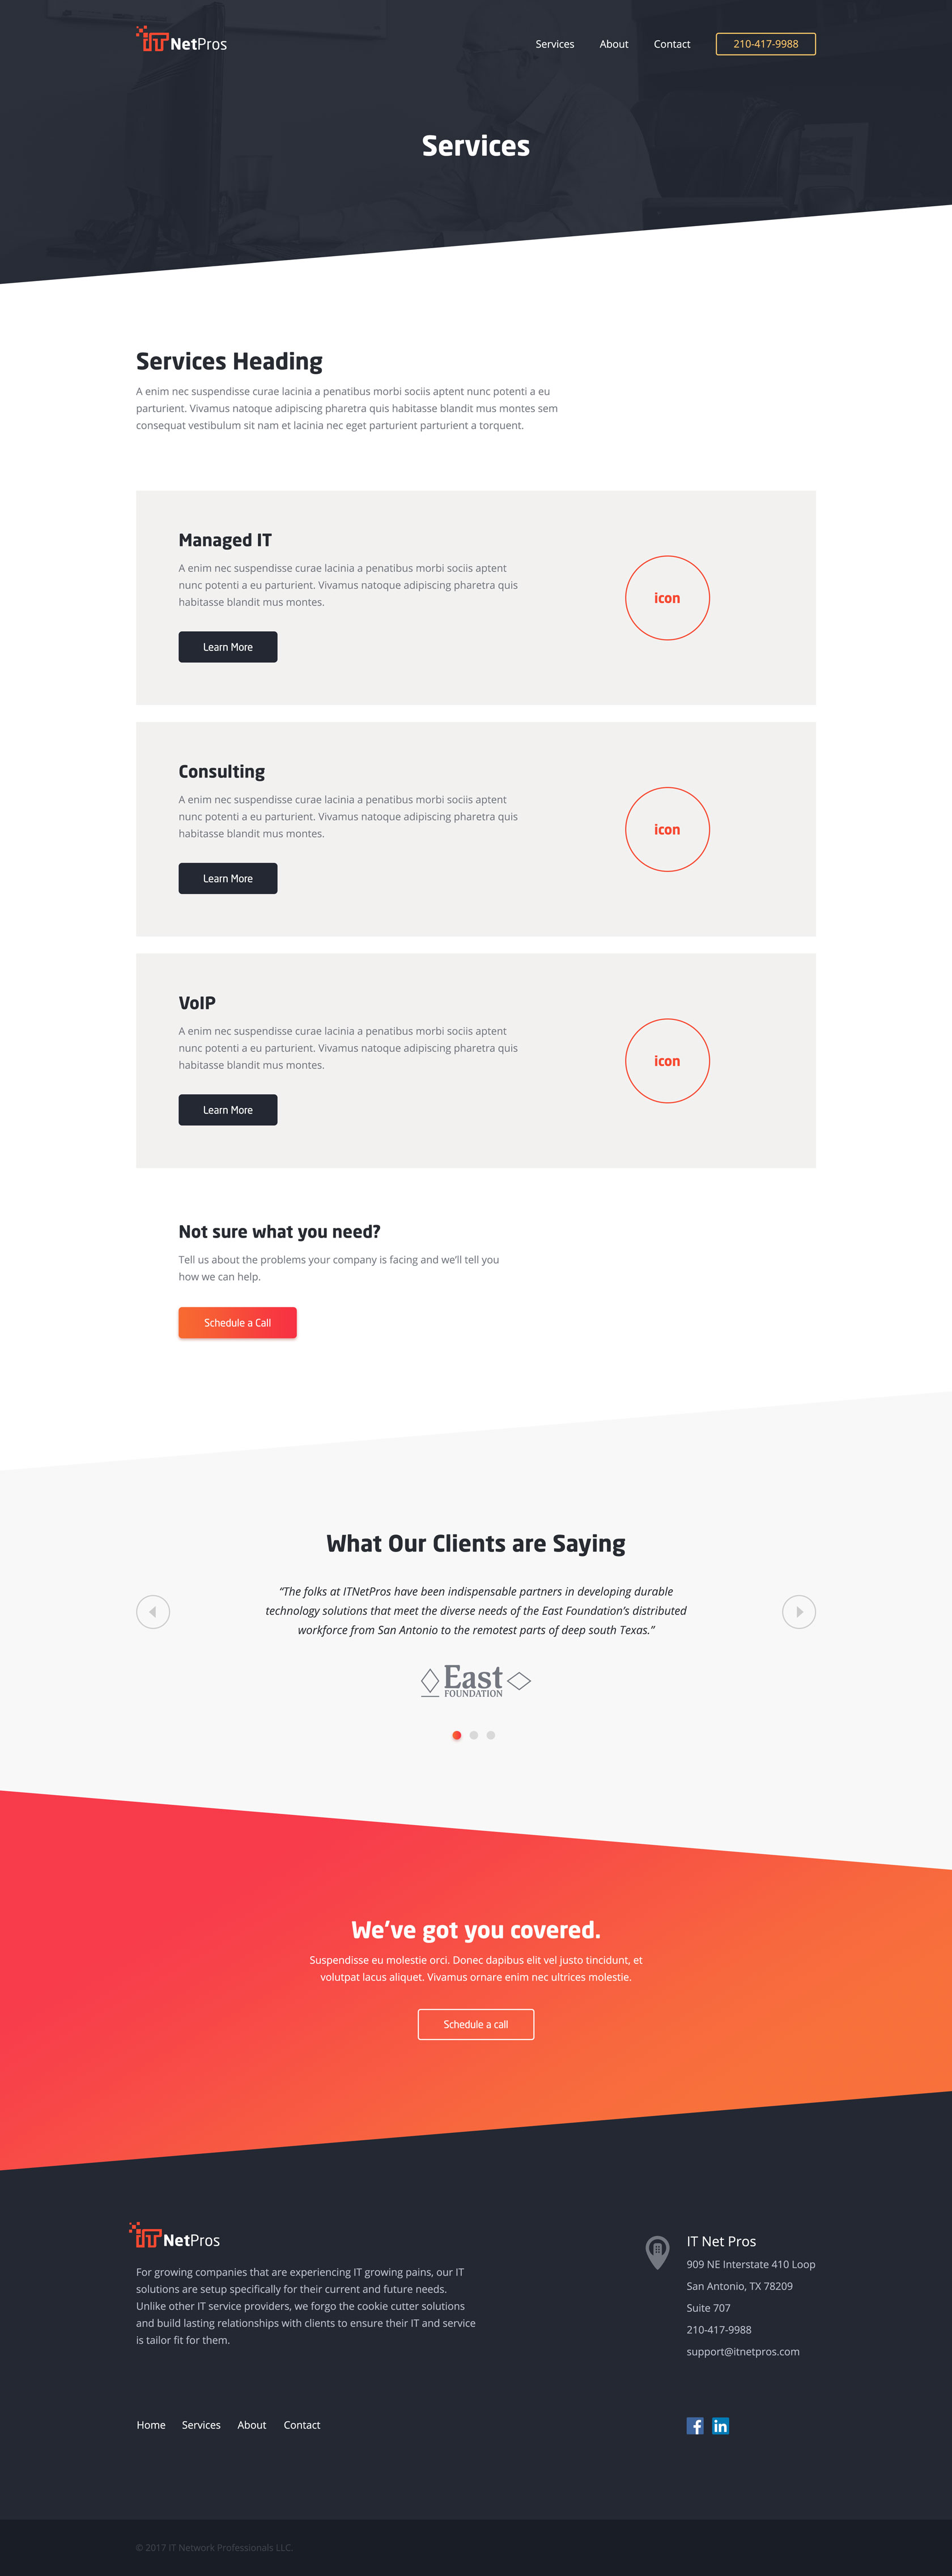 iT NetPros
Services About Contact 210-417-9988
Services
Services Heading
A enim nec suspendisse curae lacinia a penatibus morbi sociis aptent nunc potenti a eu
parturient. Vivamus natoque adipiscing pharetra quis habitasse blandit mus montes sem
consequat vestibulum sit nam et lacinia nec eget parturient parturient a torquent.
Managed IT
A enim nec suspendisse curae lacinia a penatibus morbi sociis aptent
nunc potenti a eu parturient. Vivamus natoque adipiscing pharetra quis
habitasse blandit mus montes.
Learn More
icon
Consulting
A enim nec suspendisse curae lacinia a penatibus morbi sociis aptent
nunc potenti a eu parturient. Vivamus natoque adipiscing pharetra quis
habitasse blandit mus montes.
Learn More
icon
VoIP
A enim nec suspendisse curae lacinia a penatibus morbi sociis aptent
nunc potenti a eu parturient. Vivamus natoque adipiscing pharetra quis
habitasse blandit mus montes.
Learn More
icon
Not sure what you need?
Tell us about the problems your company is facing and we’ll tell you
how we can help.
Schedule a Call
What Our Clients are Saying
“The folks at ITNetPros have been indispensable partners in developing durable
technology solutions that meet the diverse needs of the East Foundation’s distributed
workforce from San Antonio to the remotest parts of deep south Texas.”
East
FOUNDATION
We’ve got you covered.
Suspendisse eu molestie orci. Donec dapibus elit vel justo tincidunt, et
volutpat lacus aliquet. Vivamus ornare enim nec ultrices molestie.
Schedule a call
iT NetPros
For growing companies that are experiencing IT growing pains, our IT
solutions are setup specifically for their current and future needs.
Unlike other IT service providers, we forgo the cookie cutter solutions
and build lasting relationships with clients to ensure their IT and service
is tailor fit for them.
IT Net Pros
909 NE Interstate 410 Loop
San Antonio, TX 78209
Suite 707
210-417-9988
support@itnetpros.com
Home Services About Contact
f in
© 2017 IT Network Professionals LLC.